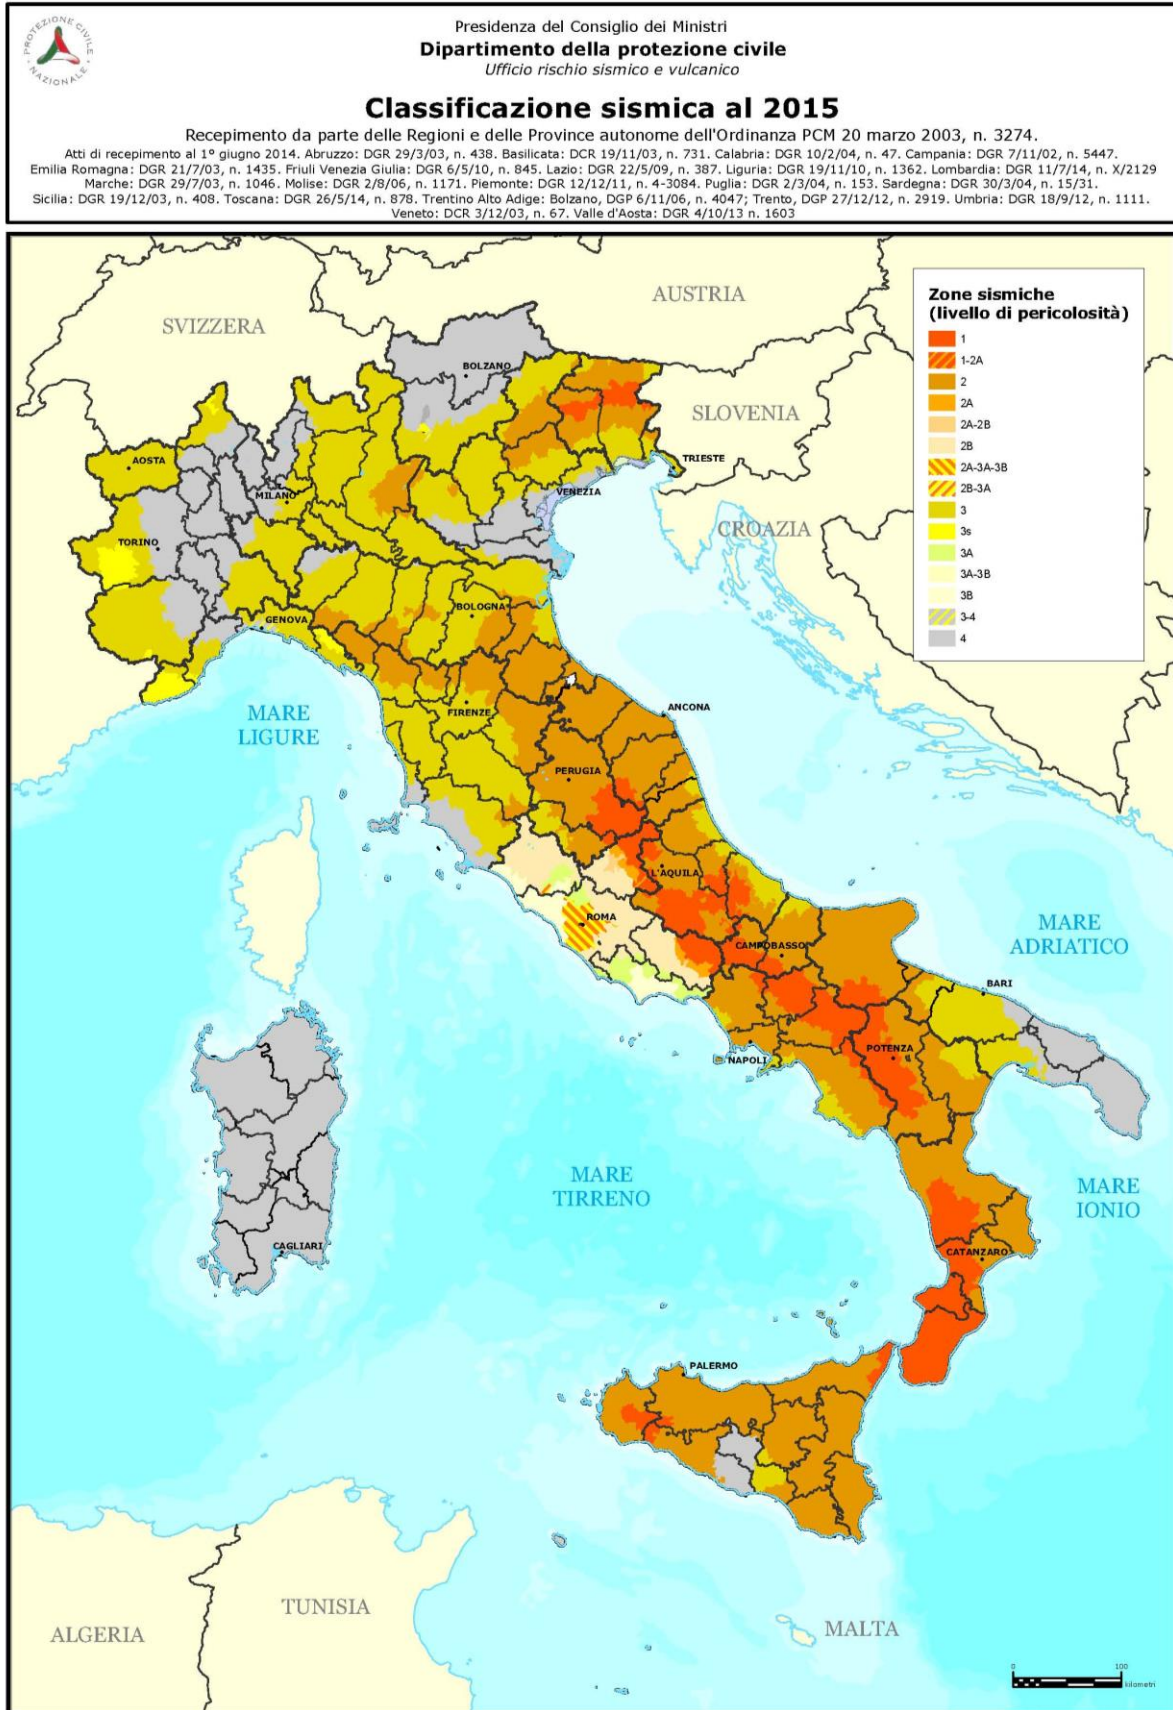 PROTEZIONE CIVILE
NAZIONALE
Presidenza del Consiglio dei Ministri
Dipartimento della protezione civile
Ufficio rischio sismico e vulcanico
Classificazione sismica al 2015
Recepimento da parte delle Regioni e delle Province autonome dell'Ordinanza PCM 20 marzo 2003, n. 3274.
Atti di recepimento al 1º giugno 2014. Abruzzo: DGR 29/3/03, n. 438. Basilicata: DCR 19/11/03, n. 731. Calabria: DGR 10/2/04, n. 47. Campania: DGR 7/11/02, n. 5447.
Emilia Romagna: DGR 21/7/03, n. 1435. Friuli Venezia Giulia: DGR 6/5/10, n. 845. Lazio: DGR 22/5/09, n. 387. Liguria: DGR 19/11/10, n. 1362. Lombardia: DGR 11/7/14, n. X/2129
Marche: DGR 29/7/03, n. 1046. Molise: DGR 2/8/06, n. 1171. Piemonte: DGR 12/12/11, n. 4-3084. Puglia: DGR 2/3/04, n. 153. Sardegna: DGR 30/3/04, n. 15/31.
Sicilia: DGR 19/12/03, n. 408. Toscana: DGR 26/5/14, n. 878. Trentino Alto Adige: Bolzano, DGP 6/11/06, n. 4047; Trento, DGP 27/12/12, n. 2919. Umbria: DGR 18/9/12, n. 1111.
Veneto: DCR 3/12/03, n. 67. Valle d'Aosta: DGR 4/10/13 n. 1603
Zone sismiche
(livello di pericolosità)
1
1-2A
2
2A
2A-2B
2B
2A-3A-3B
2B-3A
3
3s
3A
3A-3B
3B
3-4
4
AUSTRIA
SVIZZERA
BOLZANO
SLOVENIA
AOSTA
TRIESTE
MILANO
VENEZIA
CROAZIA
TORINO
BOLOGNA
GENOVA
MARE
LIGURE
FIRENZE
ANCONA
PERUGIA
L'AQUILA
ROMA
MARE
ADRIATICO
CAMPOBASSO
BARI
NAPOLI
POTENZA
MARE
TIRRENO
MARE
IONIO
CAGLIARI
CATANZARO
PALERMO
TUNISIA
ALGERIA
MALTA
0 100
kilometri